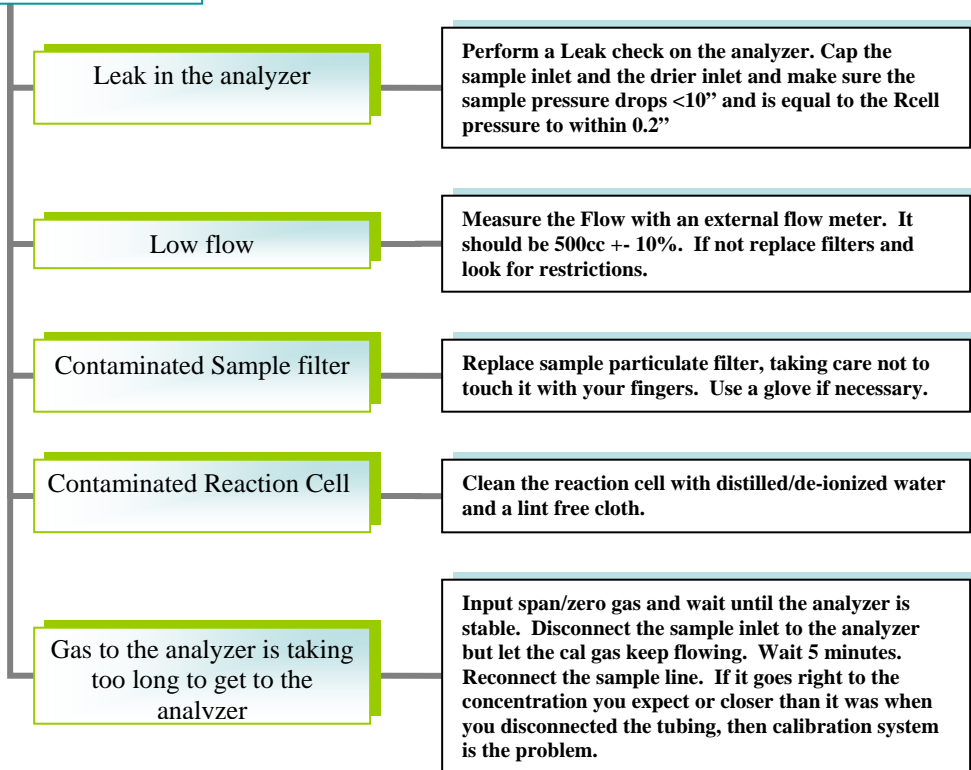 Leak in the analyzer
Perform a Leak check on the analyzer. Cap the
sample inlet and the drier inlet and make sure the
sample pressure drops <10” and is equal to the Rcell
pressure to within 0.2”
Low flow
Measure the Flow with an external flow meter. It
should be 500cc +- 10%. If not replace filters and
look for restrictions.
Contaminated Sample filter
Replace sample particulate filter, taking care not to
touch it with your fingers. Use a glove if necessary.
Contaminated Reaction Cell
Clean the reaction cell with distilled/de-ionized water
and a lint free cloth.
Gas to the analyzer is taking
too long to get to the
analyzer
Input span/zero gas and wait until the analyzer is
stable. Disconnect the sample inlet to the analyzer
but let the cal gas keep flowing. Wait 5 minutes.
Reconnect the sample line. If it goes right to the
concentration you expect or closer than it was when
you disconnected the tubing, then calibration system
is the problem.